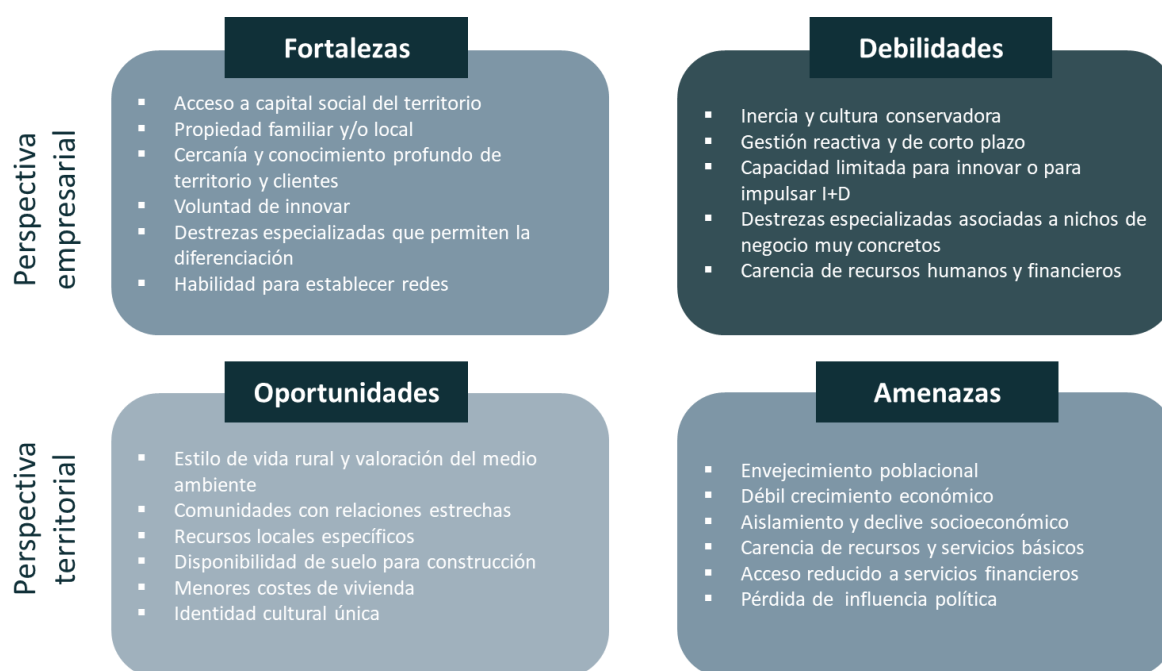 Perspectiva
empresarial
Fortalezas
▪ Acceso a capital social del territorio
▪ Propiedad familiar y/o local
▪ Cercanía y conocimiento profundo de
territorio y clientes
▪ Voluntad de innovar
▪ Destrezas especializadas que permiten la
diferenciación
▪ Habilidad para establecer redes
Debilidades
▪ Inercia y cultura conservadora
▪ Gestión reactiva y de corto plazo
▪ Capacidad limitada para innovar o para
impulsar I+D
▪ Destrezas especializadas asociadas a nichos de
negocio muy concretos
▪ Carencia de recursos humanos y financieros
Perspectiva
territorial
Oportunidades
▪ Estilo de vida rural y valoración del medio
ambiente
▪ Comunidades con relaciones estrechas
▪ Recursos locales específicos
▪ Disponibilidad de suelo para construcción
▪ Menores costes de vivienda
▪ Identidad cultural única
Amenazas
▪ Envejecimiento poblacional
▪ Débil crecimiento económico
▪ Aislamiento y declive socioeconómico
▪ Carencia de recursos y servicios básicos
▪ Acceso reducido a servicios financieros
▪ Pérdida de influencia política